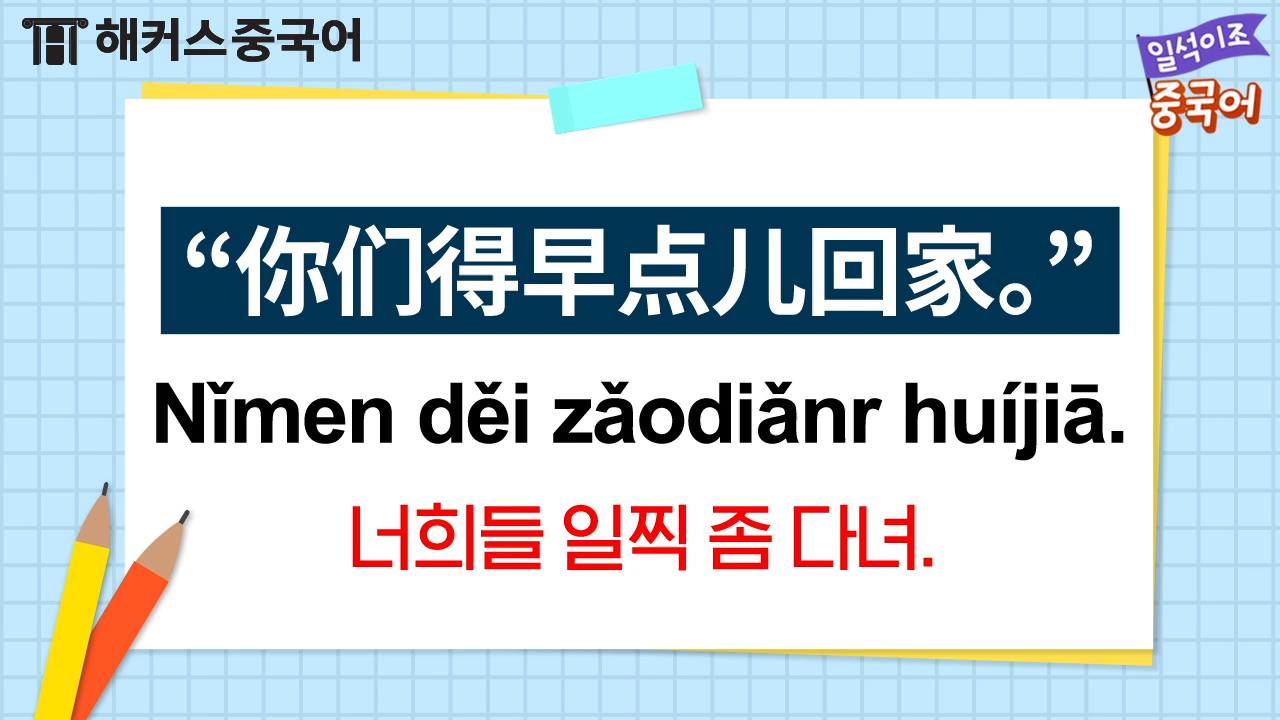 해커스중국어
일석이조
중국어
“你们得早点儿回家。”
Nǐmen děi zǎodiǎnr huíjiā.
너희들 일찍 좀 다녀.